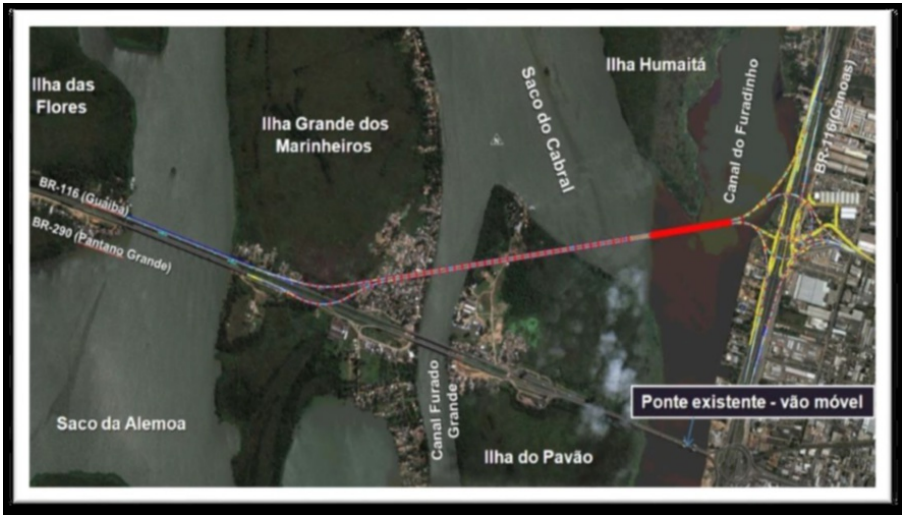 Ilha das
Flores
Ilha Grande dos
Marinheiros
Saco do Cabral
Ilha Humaitá
Canal do Furadinho
BR-116(Canoas)
BR-116 (Guaíba)
BR-290 (Pantano Grande)
Ponte existente - vão móvel
Saco da Alemoa
Canal Furado
Grande
Ilha do Pavão